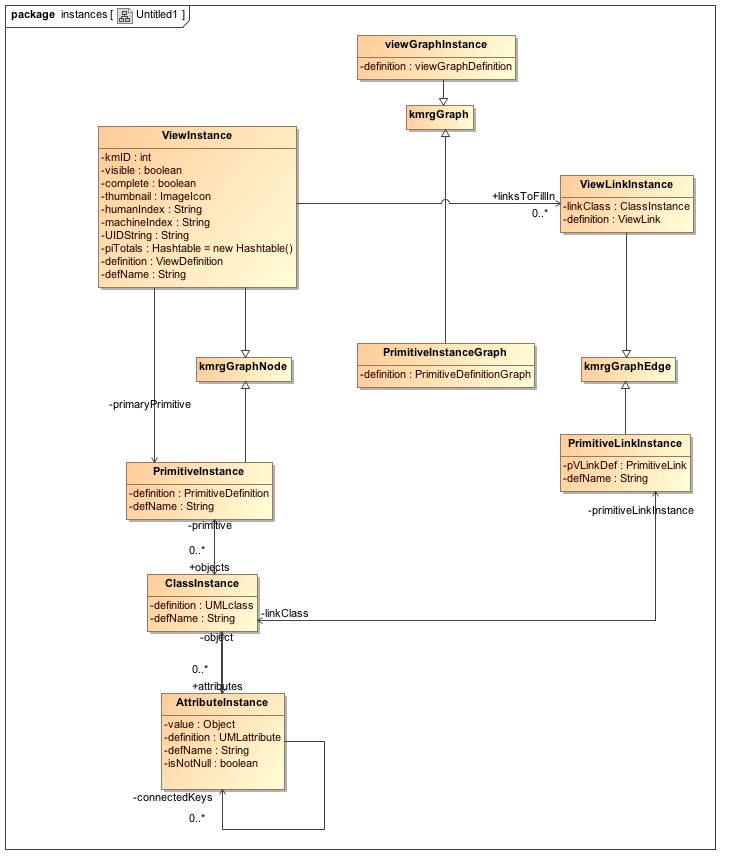 package instances [ Untitled1 ]
viewGraphInstance
-definition : viewGraphDefinition
kmrgGraph
ViewInstance
-kmID : int
-visible : boolean
-complete : boolean
-thumbnail : ImageIcon
-humanIndex : String
-machineIndex : String
-UIDString : String
-piTotals : Hashtable = new Hashtable()
-definition : ViewDefinition
-defName : String
+linksToFillIn
0..*
ViewLinkInstance
-linkClass : ClassInstance
-definition : ViewLink
kmrgGraphNode
PrimitiveInstanceGraph
-definition : PrimitiveDefinitionGraph
kmrgGraphEdge
-primaryPrimitive
PrimitiveInstance
-definition : PrimitiveDefinition
-defName : String
PrimitiveLinkInstance
-pVLinkDef : PrimitiveLink
-defName : String
-primitiveLinkInstance
-primitive
0..*
+objects
ClassInstance
-definition : UMLclass
-defName : String
-linkClass
-object
0..*
+attributes
AttributeInstance
-value : Object
-definition : UMLattribute
-defName : String
-isNotNull : boolean
-connectedKeys
0..*